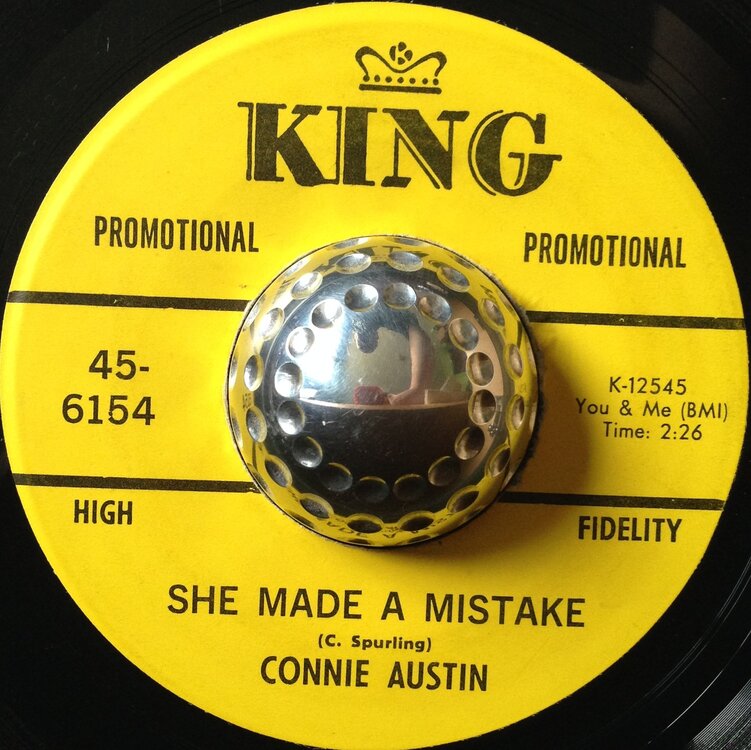 KING
PROMOTIONAL PROMOTIONAL
45-
6154
K-12545
You & Me (BMI)
Time: 2:26
HIGH FIDELITY
SHE MADE A MISTAKE
(C. Spurling)
CONNIE AUSTIN